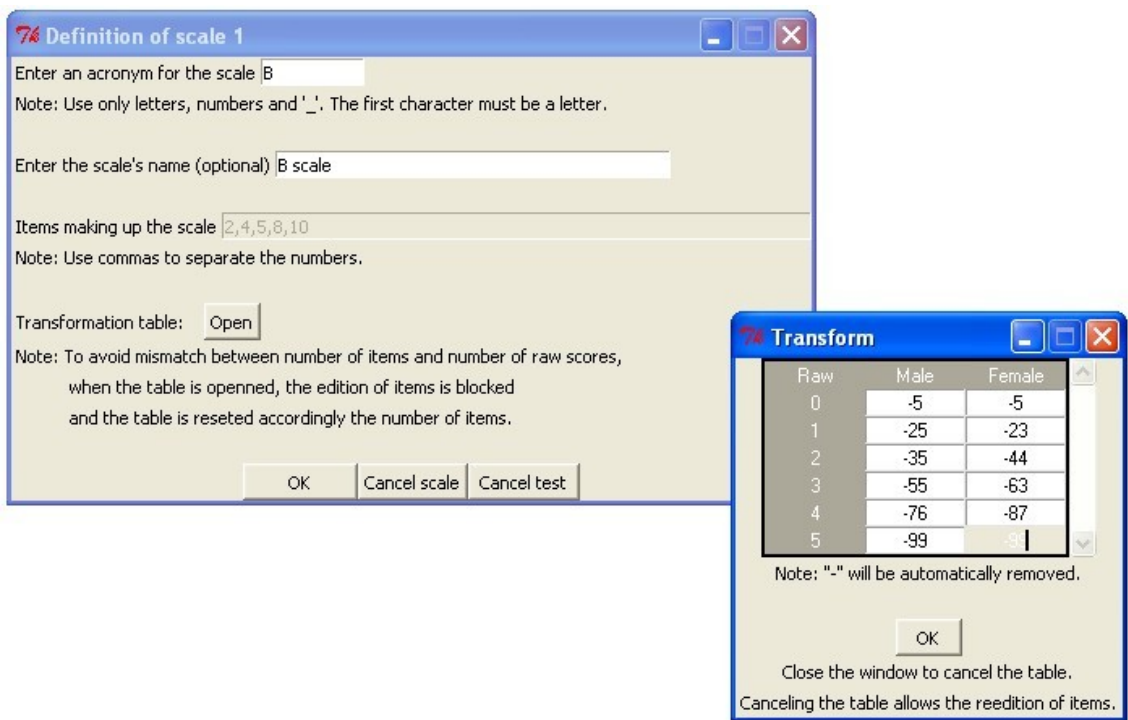 Definition of scale 1
Enter an acronym for the scale B
Note: Use only letters, numbers and '_'. The first character must be a letter.
Enter the scale's name (optional) B scale
Items making up the scale 2,4,5,8,10
Note: Use commas to separate the numbers.
Transformation table: Open
Note: To avoid mismatch between number of items and number of raw scores,
when the table is openned, the edition of items is blocked
and the table is reseted accordingly the number of items.
OK Cancel scale Cancel test
Transform
Raw Male Female
0 -5 -5
1 -25 -23
2 -35 -44
3 -55 -63
4 -76 -87
5 -99 -99
Note: "-" will be automatically removed.
OK
Close the window to cancel the table.
Canceling the table allows the reedition of items.